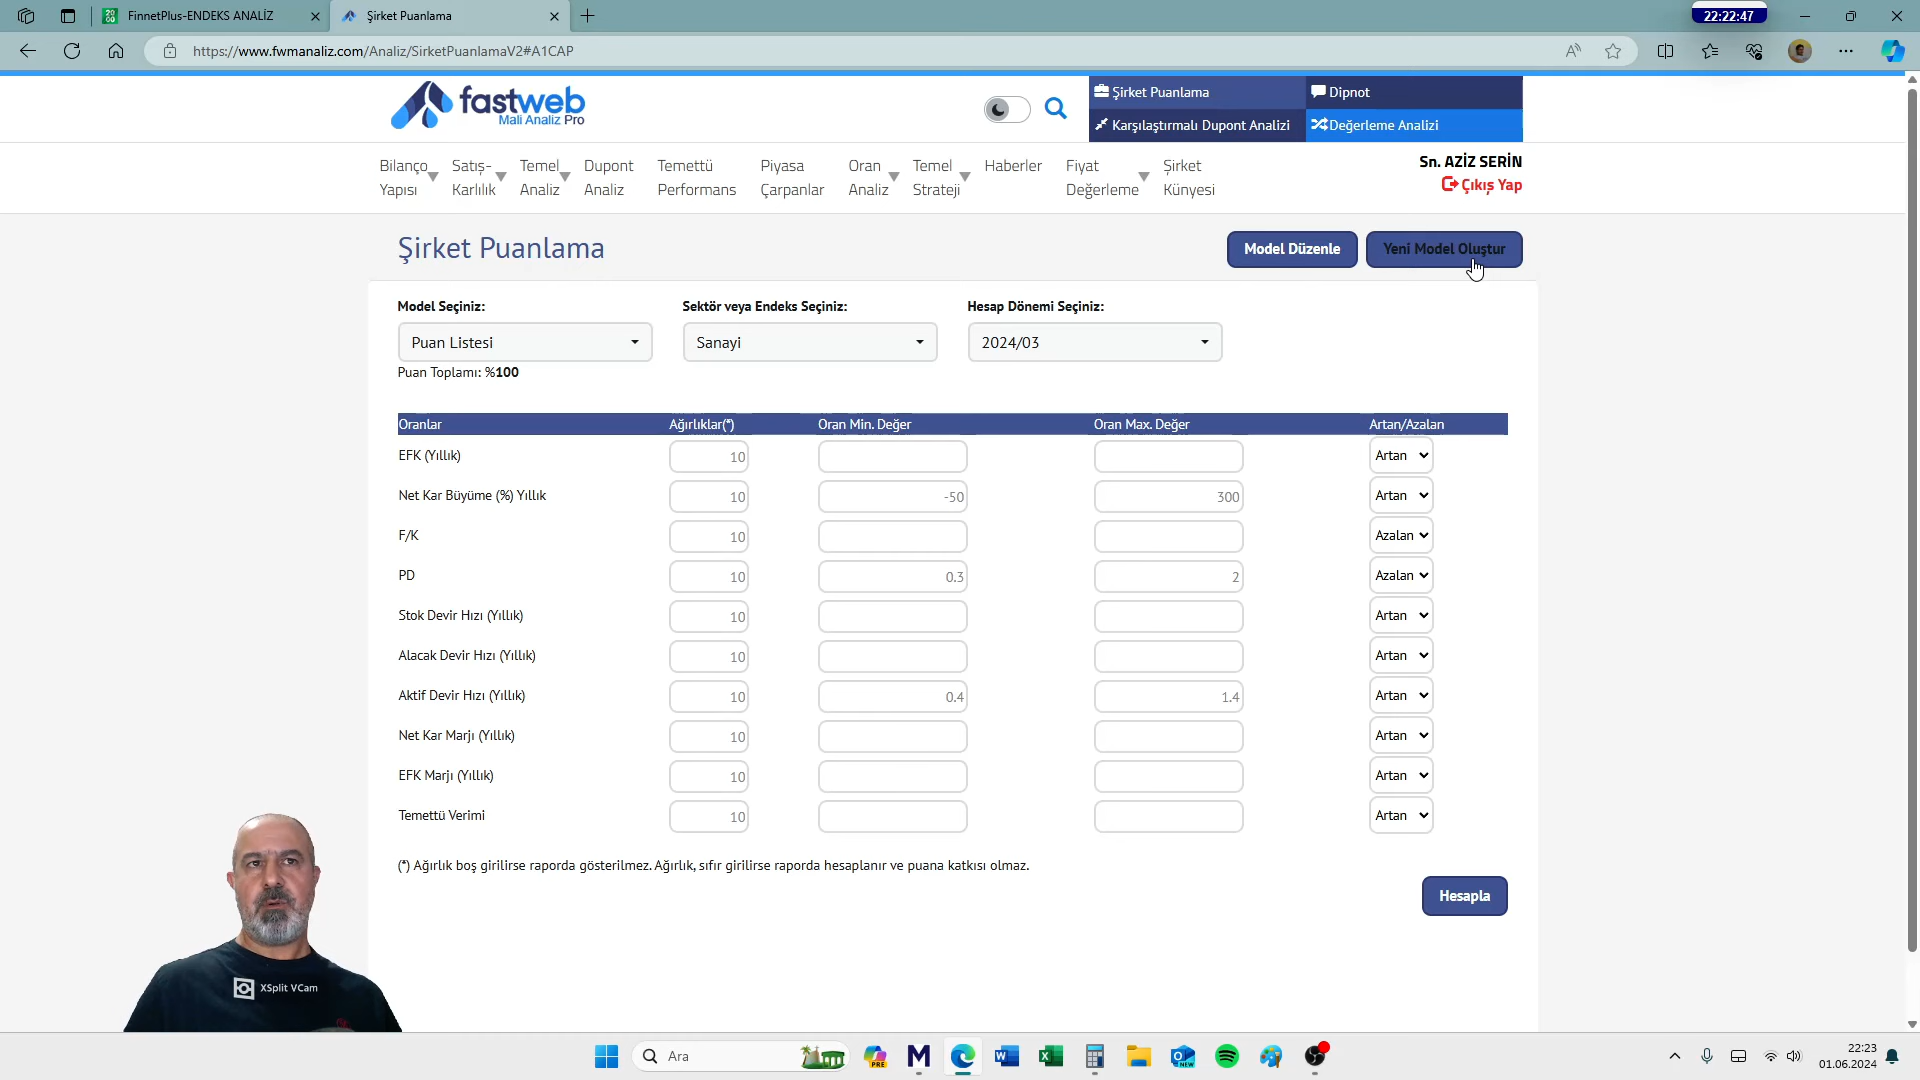 FinnetPlus-ENDEKS ANALİZ
Şirket Puanlama
22:22:47
https://www.fwmanaliz.com/Analiz/SirketPuanlamaV2#A1CAP
fastweb
Mali Analiz Pro
Şirket Puanlama
Dipnot
Karşılaştırmalı Dupont Analizi
Değerleme Analizi
Bilanço Yapısı
Satış-Karlılık
Temel Analiz
Dupont Analiz
Temettü Performans
Piyasa Çarpanlar
Oran Analiz
Temel Strateji
Haberler
Fiyat Değerleme
Şirket Künyesi
Sn. AZİZ SERİN
Çıkış Yap
Şirket Puanlama
Model Düzenle
Yeni Model Oluştur
Model Seçiniz:
Sektör veya Endeks Seçiniz:
Hesap Dönemi Seçiniz:
Puan Listesi
Sanayi
2024/03
Puan Toplamı: %100
Oranlar Ağırlıklar(*) Oran Min. Değer Oran Max. Değer Artan/Azalan
EFK (Yıllık) 10 Artan
Net Kar Büyüme (%) Yıllık 10 -50 300 Artan
F/K 10 Azalan
PD 10 0.3 2 Azalan
Stok Devir Hızı (Yıllık) 10 Artan
Alacak Devir Hızı (Yıllık) 10 Artan
Aktif Devir Hızı (Yıllık) 10 0.4 1.4 Artan
Net Kar Marjı (Yıllık) 10 Artan
EFK Marjı (Yıllık) 10 Artan
Temettü Verimi 10 Artan
(*) Ağırlık boş girilirse raporda gösterilmez. Ağırlık, sıfır girilirse raporda hesaplanır ve puana katkısı olmaz.
Hesapla
XSplit VCam
Ara
PRE
NEW
22:23
01.06.2024